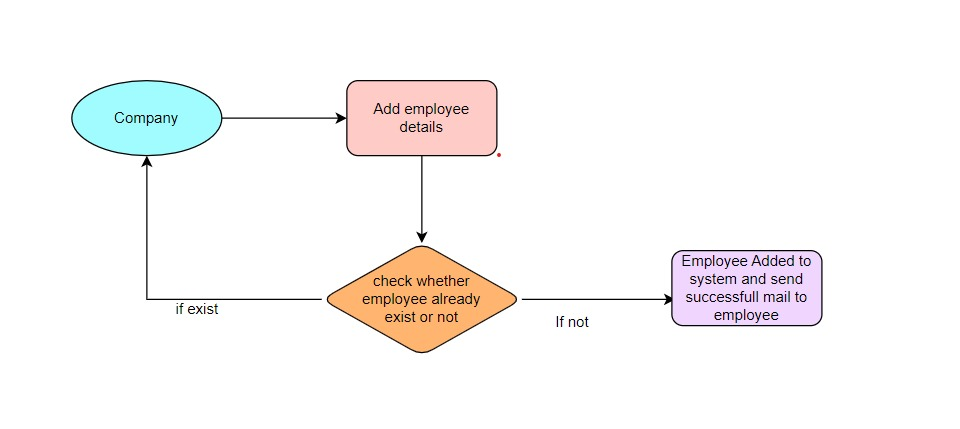 Company
Add employee
details
check whether
employee already
exist or not
if exist
If not
Employee Added to
system and send
successfull mail to
employee